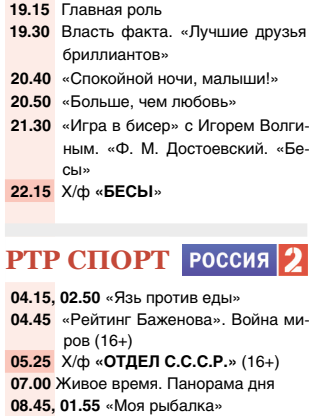 19.15 Главная роль
19.30 Власть факта. «Лучшие друзья
бриллиантов»
20.40 «Спокойной ночи, малыши!»
20.50 «Больше, чем любовь»
21.30 «Игра в бисер» с Игорем Волги-
ным. «Ф. М. Достоевский. «Бе-
сы»
22.15 Х/ф «БЕСЫ»
РТР СПОРТ РОССИЯ 2
04.15, 02.50 «Язь против еды»
04.45 «Рейтинг Баженова». Война ми-
ров (16+)
05.25 Х/ф «ОТДЕЛ С.С.С.Р.» (16+)
07.00 Живое время. Панорама дня
08.45, 01.55 «Моя рыбалка»